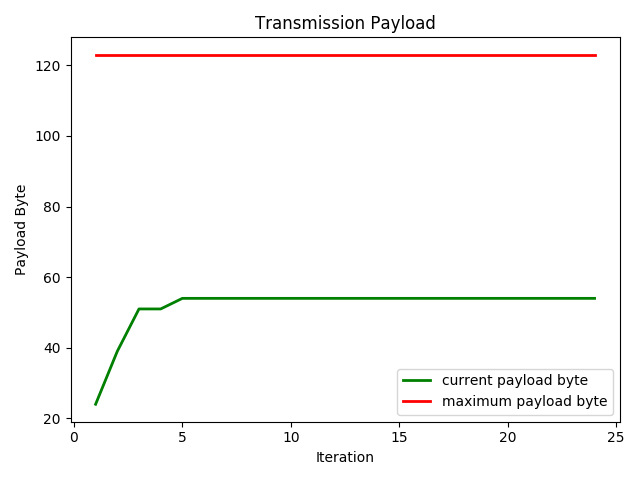 Transmission Payload
120
100
80
60
40
20
Payload Byte
current payload byte
maximum payload byte
0
5
10
15
20
25
Iteration